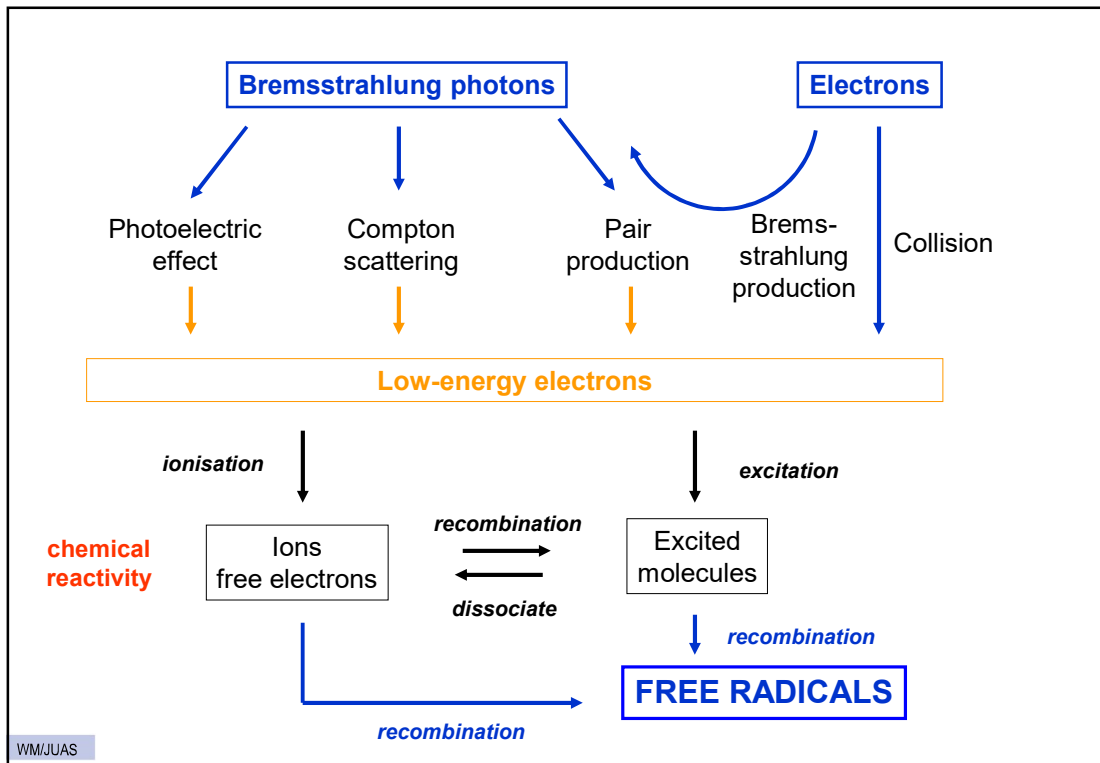 Bremsstrahlung photons
Electrons
Photoelectric
effect
Compton
scattering
Pair
production
Brems-
strahlung
production
Collision
Low-energy electrons
ionisation
excitation
chemical
reactivity
Ions
free electrons
recombination
dissociate
Excited
molecules
recombination
FREE RADICALS
recombination
WM/JUAS